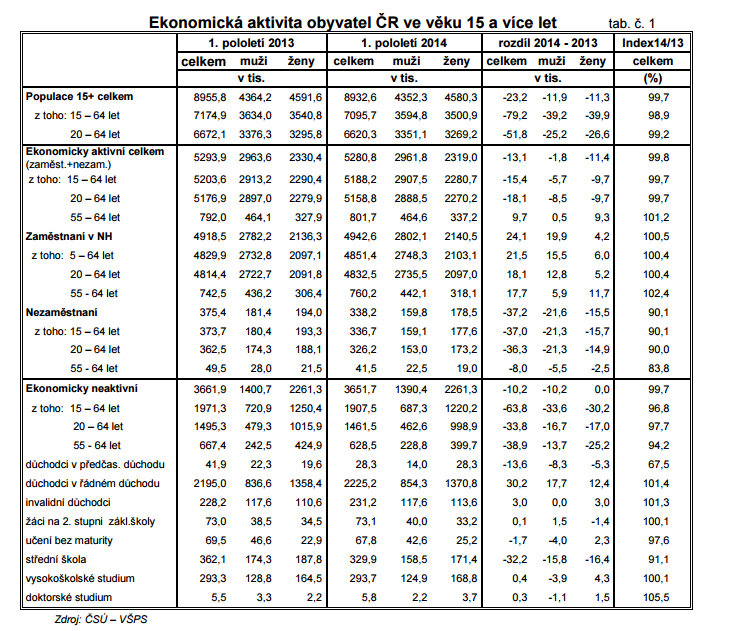 Ekonomická aktivita obyvatel ČR ve věku 15 a více let tab. č. 1
1. pololetí 2013 1. pololetí 2014 rozdíl 2014 - 2013 Index14/13
celkem muži ženy celkem muži ženy celkem muži ženy celkem
v tis. v tis. v tis. (%)
Populace 15+ celkem 8955,8 4364,2 4591,6 8932,6 4352,3 4580,3 -23,2 -11,9 -11,3 99,7
z toho: 15 – 64 let 7174,9 3634,0 3540,8 7095,7 3594,8 3500,9 -79,2 -39,2 -39,9 98,9
20 – 64 let 6672,1 3376,3 3295,8 6620,3 3351,1 3269,2 -51,8 -25,2 -26,6 99,2
Ekonomicky aktivní celkem
(zaměst.+nezam.) 5293,9 2963,6 2330,4 5280,8 2961,8 2319,0 -13,1 -1,8 -11,4 99,8
z toho: 15 – 64 let 5203,6 2913,2 2290,4 5188,2 2907,5 2280,7 -15,4 -5,7 -9,7 99,7
20 – 64 let 5176,9 2897,0 2279,9 5158,8 2888,5 2270,2 -18,1 -8,5 -9,7 99,7
55 – 64 let 792,0 464,1 327,9 801,7 464,6 337,2 9,7 0,5 9,3 101,2
Zaměstnaní v NH 4918,5 2782,2 2136,3 4942,6 2802,1 2140,5 24,1 19,9 4,2 100,5
z toho: 5 – 64 let 4829,9 2732,8 2097,1 4851,4 2748,3 2103,1 21,5 15,5 6,0 100,4
20 – 64 let 4814,4 2722,7 2091,8 4832,5 2735,5 2097,0 18,1 12,8 5,2 100,4
55 - 64 let 742,5 436,2 306,4 760,2 442,1 318,1 17,7 5,9 11,7 102,4
Nezaměstnaní 375,4 181,4 194,0 338,2 159,8 178,5 -37,2 -21,6 -15,5 90,1
z toho: 15 – 64 let 373,7 180,4 193,3 336,7 159,1 177,6 -37,0 -21,3 -15,7 90,1
20 – 64 let 362,5 174,3 188,1 326,2 153,0 173,2 -36,3 -21,3 -14,9 90,0
55 - 64 let 49,5 28,0 21,5 41,5 22,5 19,0 -8,0 -5,5 -2,5 83,8
Ekonomicky neaktivní 3661,9 1400,7 2261,3 3651,7 1390,4 2261,3 -10,2 -10,2 0,0 99,7
z toho: 15 – 64 let 1971,3 720,9 1250,4 1907,5 687,3 1220,2 -63,8 -33,6 -30,2 96,8
20 – 64 let 1495,3 479,3 1015,9 1461,5 462,6 998,9 -33,8 -16,7 -17,0 97,7
55 - 64 let 667,4 242,5 424,9 628,5 228,8 399,7 -38,9 -13,7 -25,2 94,2
důchodci v předčas. důchodu 41,9 22,3 19,6 28,3 14,0 28,3 -13,6 -8,3 -5,3 67,5
důchodci v řádném důchodu 2195,0 836,6 1358,4 2225,2 854,3 1370,8 30,2 17,7 12,4 101,4
invalidní důchodci 228,2 117,6 110,6 231,2 117,6 113,6 3,0 0,0 3,0 101,3
žáci na 2. stupni zákl.školy 73,0 38,5 34,5 73,1 40,0 33,2 0,1 1,5 -1,4 100,1
učení bez maturity 69,5 46,6 22,9 67,8 42,6 25,2 -1,7 -4,0 2,3 97,6
střední škola 362,1 174,3 187,8 329,9 158,5 171,4 -32,2 -15,8 -16,4 91,1
vysokoškolské studium 293,3 128,8 164,5 293,7 124,9 168,8 0,4 -3,9 4,3 100,1
doktorské studium 5,5 3,3 2,2 5,8 2,2 3,7 0,3 -1,1 1,5 105,5
Zdroj: ČSÚ – VŠPS